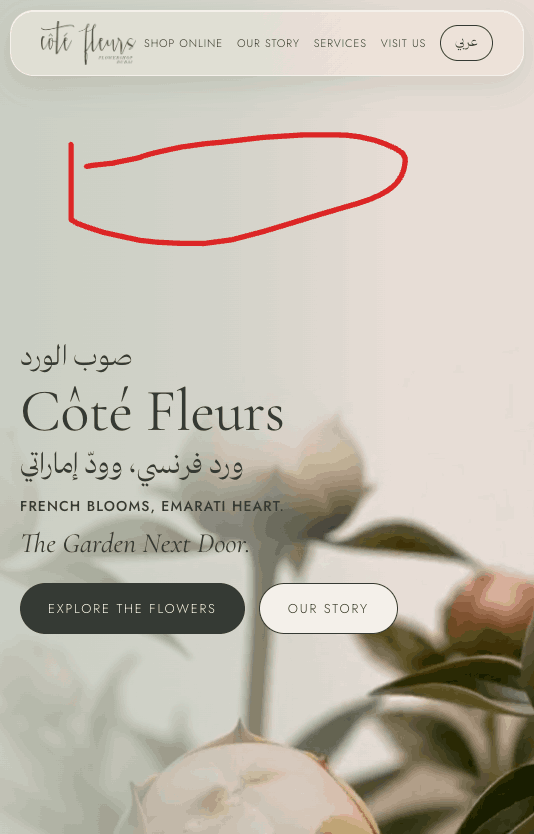 côté fleurs
SHOP ONLINE OUR STORY SERVICES VISIT US عربي
صوب الورد
Côté Fleurs
ورد فرنسي، وودّ إماراتي
FRENCH BLOOMS, EMARATI HEART.
The Garden Next Door.
EXPLORE THE FLOWERS OUR STORY